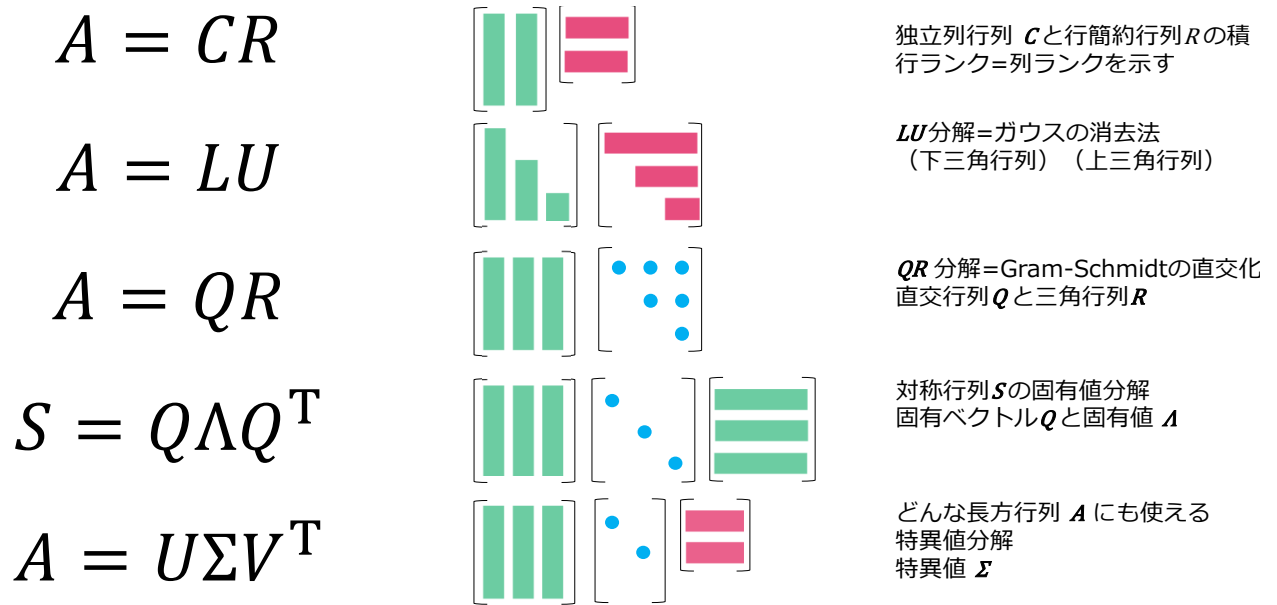 A = CR
独立列行列 Cと行簡約行列Rの積
行ランク=列ランクを示す
A = LU
LU分解=ガウスの消去法
（下三角行列）（上三角行列）
A = QR
QR 分解=Gram-Schmidtの直交化
直交行列Qと三角行列R
S = QΛQᵀ
対称行列Sの固有値分解
固有ベクトルQと固有値 Λ
A = UΣVᵀ
どんな長方行列 A にも使える
特異値分解
特異値 Σ